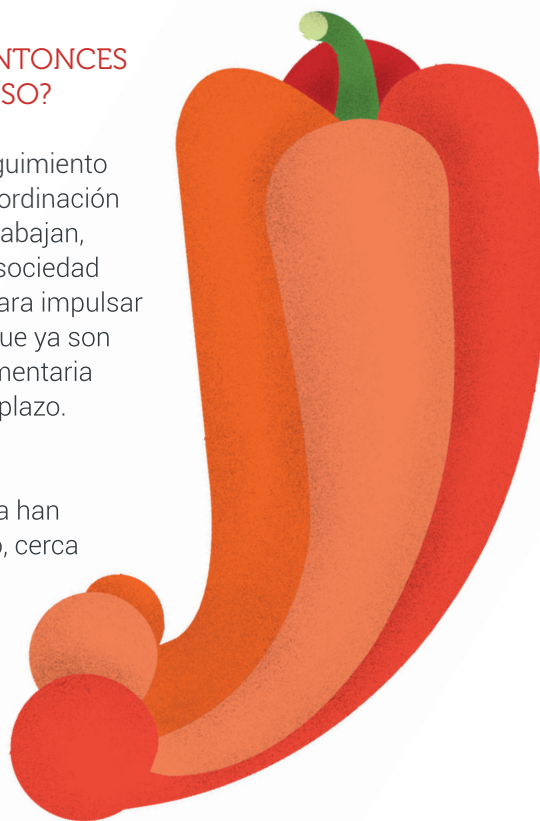 NTONCES
SO?
guimiento
ordinación
abajan,
sociedad
ara impulsar
ue ya son
mentaria
plazo.
a han
o, cerca